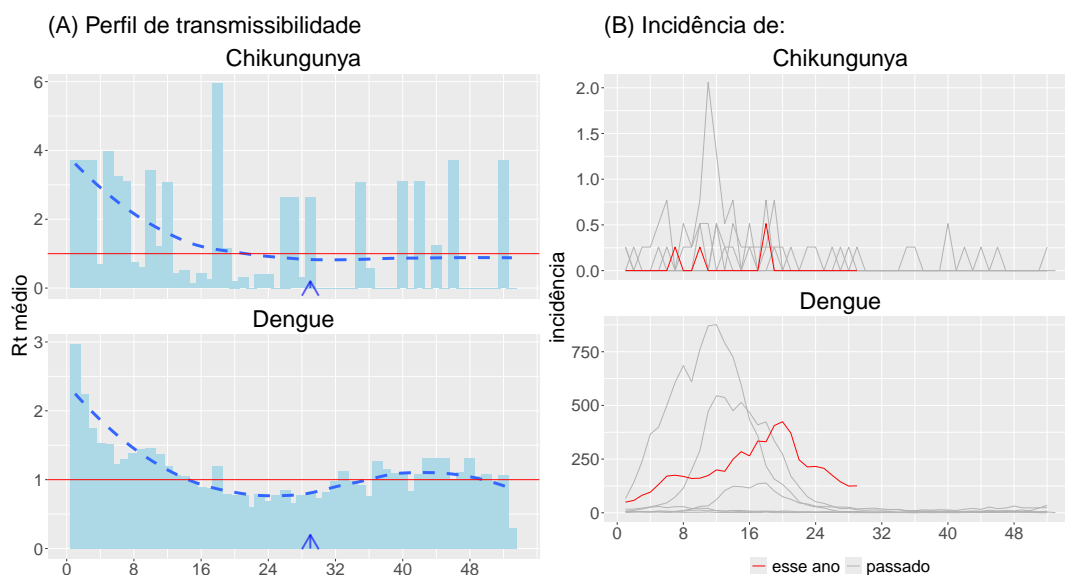 (A) Perfil de transmissibilidade
Chikungunya
6
4
2
0
Dengue
3
2
1
0
Rt médio
0 8 16 24 32 40 48
(B) Incidência de:
Chikungunya
2.0
1.5
1.0
0.5
0.0
Dengue
750
500
250
0
incidência
0 8 16 24 32 40 48
esse ano passado